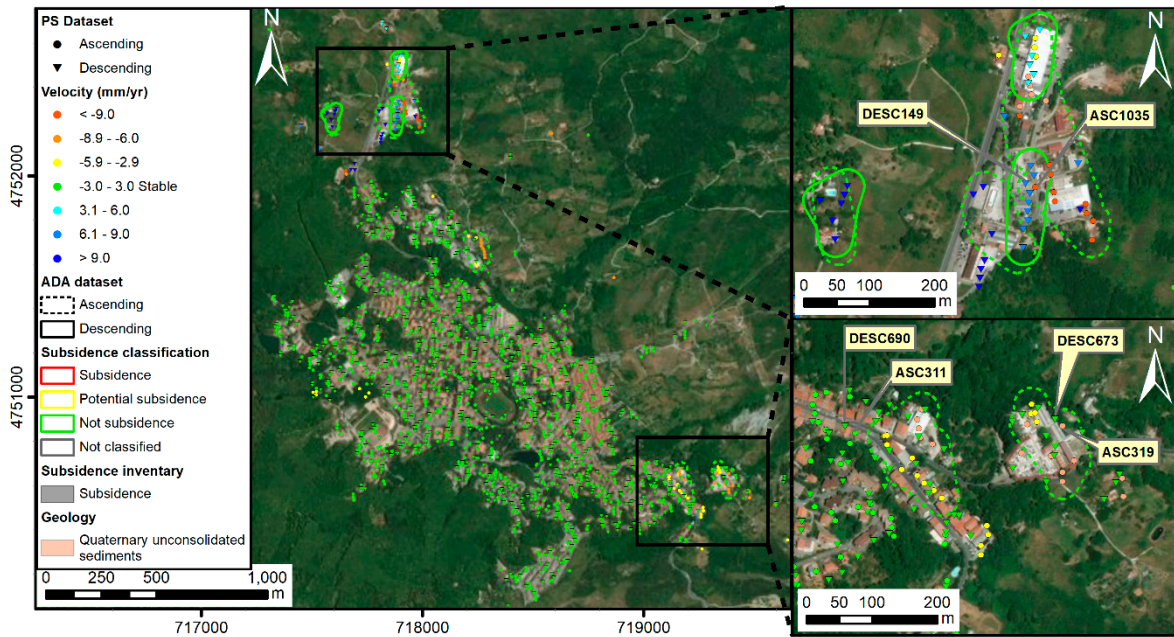 PS Dataset
Ascending
Descending
Velocity (mm/yr)
< -9.0
-8.9 - -6.0
-5.9 - -2.9
-3.0 - 3.0 Stable
3.1 - 6.0
6.1 - 9.0
> 9.0
ADA dataset
Ascending
Descending
Subsidence classification
Subsidence
Potential subsidence
Not subsidence
Not classified
Subsidence inventory
Subsidence
Geology
Quaternary unconsolidated
sediments
0 250 500 1,000
m
N
4752000
4751000
717000 718000 719000
N
DESC149
ASC1035
0 50 100 200
m
N
DESC690
ASC311
DESC673
ASC319
0 50 100 200
m